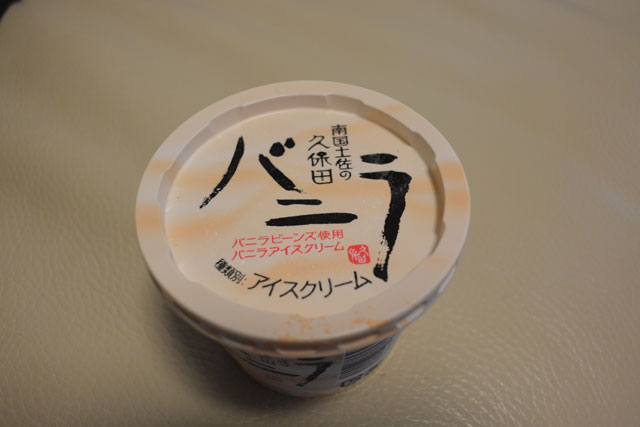 南国土佐の
久保田
バニラ
バニラビーンズ使用
バニラアイスクリーム
種類別:アイスクリーム
ニラ